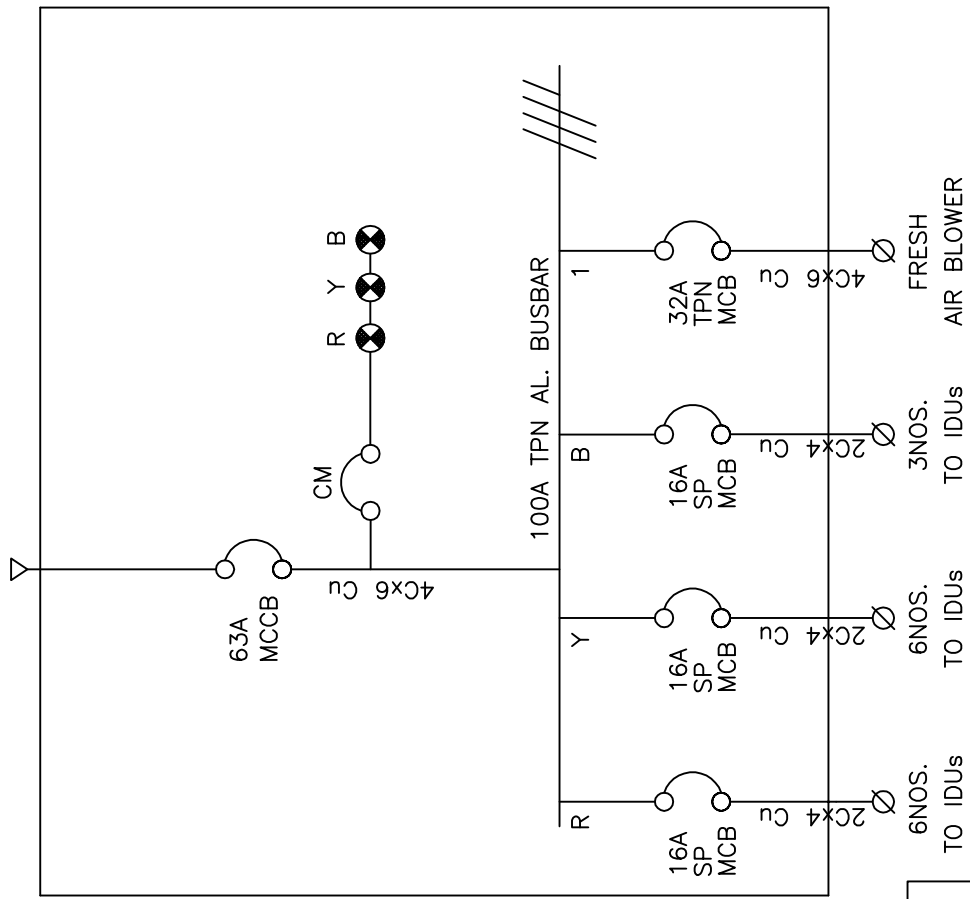 63A
MCCB
4Cx6 Cu
CM
R
Y
B
100A TPN AL. BUSBAR
R
16A
SP
MCB
2Cx4 Cu
6NOS.
TO IDUs
Y
16A
SP
MCB
2Cx4 Cu
6NOS.
TO IDUs
B
16A
SP
MCB
2Cx4 Cu
3NOS.
TO IDUs
1
32A
TPN
MCB
4Cx6 Cu
FRESH
AIR BLOWER